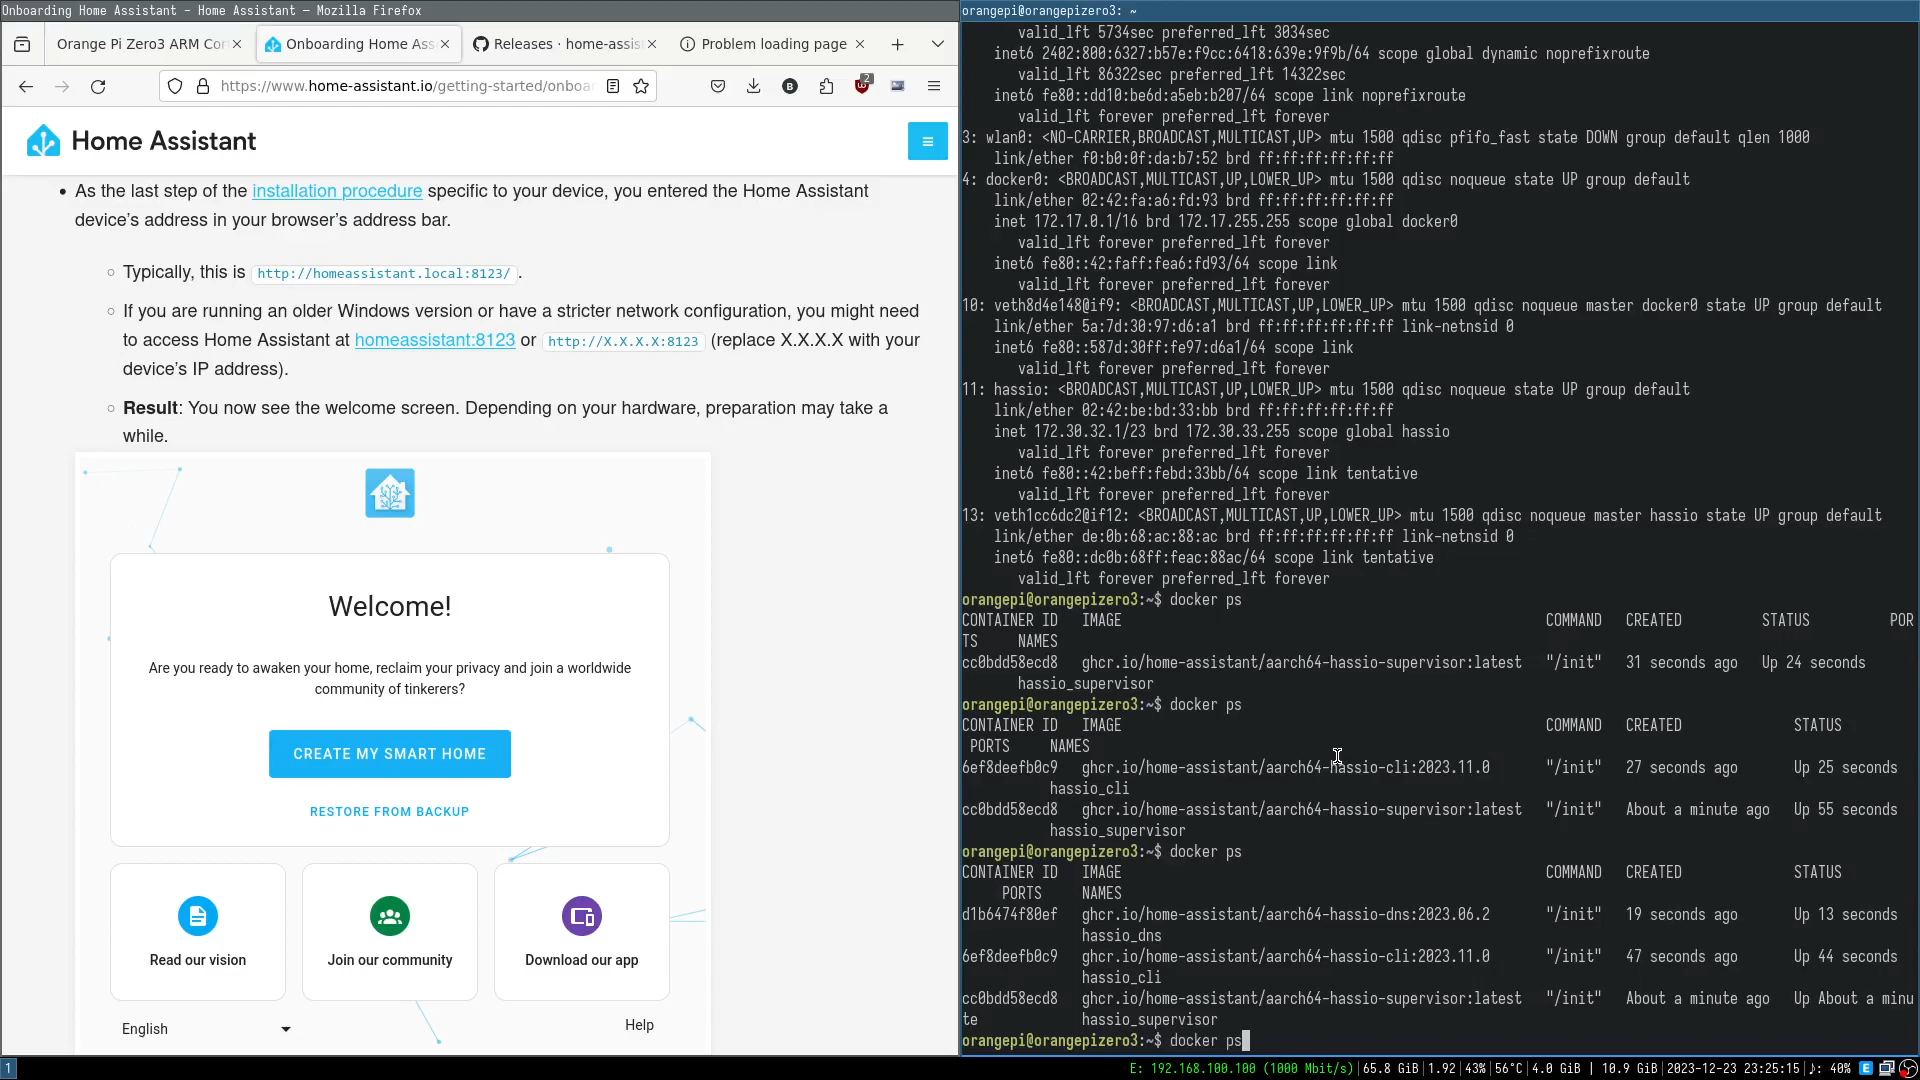 Onboarding Home Assistant - Home Assistant — Mozilla Firefox
Orange Pi Zero3 ARM Cor
Onboarding Home Ass
Releases · home-assis
Problem loading page
https://www.home-assistant.io/getting-started/onboa
2
Home Assistant
• As the last step of the installation procedure specific to your device, you entered the Home Assistant
device’s address in your browser’s address bar.
Typically, this is http://homeassistant.local:8123/.
If you are running an older Windows version or have a stricter network configuration, you might need
to access Home Assistant at homeassistant:8123 or http://X.X.X.X:8123 (replace X.X.X.X with your
device’s IP address).
Result: You now see the welcome screen. Depending on your hardware, preparation may take a
while.
Welcome!
Are you ready to awaken your home, reclaim your privacy and join a worldwide
community of tinkerers?
CREATE MY SMART HOME
RESTORE FROM BACKUP
Read our vision
Join our community
Download our app
English
Help
orangepi@orangepizero3: ~
valid_lft 5734sec preferred_lft 3034sec
inet6 2402:800:6327:b57e:f9cc:6418:639e:9f9b/64 scope global dynamic noprefixroute
valid_lft 86322sec preferred_lft 14322sec
inet6 fe80::dd10:be6d:a5eb:b207/64 scope link noprefixroute
valid_lft forever preferred_lft forever
3: wlan0: <NO-CARRIER,BROADCAST,MULTICAST,UP> mtu 1500 qdisc pfifo_fast state DOWN group default qlen 1000
link/ether f0:b0:0f:da:b7:52 brd ff:ff:ff:ff:ff:ff
4: docker0: <BROADCAST,MULTICAST,UP,LOWER_UP> mtu 1500 qdisc noqueue state UP group default
link/ether 02:42:fa:a6:fd:93 brd ff:ff:ff:ff:ff:ff
inet 172.17.0.1/16 brd 172.17.255.255 scope global docker0
valid_lft forever preferred_lft forever
inet6 fe80::42:faff:fea6:fd93/64 scope link
valid_lft forever preferred_lft forever
10: veth8d4e148@if9: <BROADCAST,MULTICAST,UP,LOWER_UP> mtu 1500 qdisc noqueue master docker0 state UP group default
link/ether 5a:7d:30:97:d6:a1 brd ff:ff:ff:ff:ff:ff link-netnsid 0
inet6 fe80::587d:30ff:fe97:d6a1/64 scope link
valid_lft forever preferred_lft forever
11: hassio: <BROADCAST,MULTICAST,UP,LOWER_UP> mtu 1500 qdisc noqueue state UP group default
link/ether 02:42:be:bd:33:bb brd ff:ff:ff:ff:ff:ff
inet 172.30.32.1/23 brd 172.30.33.255 scope global hassio
valid_lft forever preferred_lft forever
inet6 fe80::42:beff:febd:33bb/64 scope link tentative
valid_lft forever preferred_lft forever
13: veth1cc6dc2@if12: <BROADCAST,MULTICAST,UP,LOWER_UP> mtu 1500 qdisc noqueue master hassio state UP group default
link/ether de:0b:68:ac:88:ac brd ff:ff:ff:ff:ff:ff link-netnsid 0
inet6 fe80::dc0b:68ff:feac:88ac/64 scope link tentative
valid_lft forever preferred_lft forever
orangepi@orangepizero3:~$ docker ps
CONTAINER ID IMAGE COMMAND CREATED STATUS POR
TS NAMES
cc0bdd58ecd8 ghcr.io/home-assistant/aarch64-hassio-supervisor:latest "/init" 31 seconds ago Up 24 seconds
hassio_supervisor
orangepi@orangepizero3:~$ docker ps
CONTAINER ID IMAGE COMMAND CREATED STATUS
PORTS NAMES
6ef8deefb0c9 ghcr.io/home-assistant/aarch64-hassio-cli:2023.11.0 "/init" 27 seconds ago Up 25 seconds
hassio_cli
cc0bdd58ecd8 ghcr.io/home-assistant/aarch64-hassio-supervisor:latest "/init" About a minute ago Up 55 seconds
hassio_supervisor
orangepi@orangepizero3:~$ docker ps
CONTAINER ID IMAGE COMMAND CREATED STATUS
PORTS NAMES
d1b6474f80ef ghcr.io/home-assistant/aarch64-hassio-dns:2023.06.2 "/init" 19 seconds ago Up 13 seconds
hassio_dns
6ef8deefb0c9 ghcr.io/home-assistant/aarch64-hassio-cli:2023.11.0 "/init" 47 seconds ago Up 44 seconds
hassio_cli
cc0bdd58ecd8 ghcr.io/home-assistant/aarch64-hassio-supervisor:latest "/init" About a minute ago Up About a minu
te hassio_supervisor
orangepi@orangepizero3:~$ docker ps
1
E: 192.168.100.100 (1000 Mbit/s)|65.8 GiB|1.92|43%|56°C|4.0 GiB | 10.9 GiB|2023-12-23 23:25:15|♪: 40%